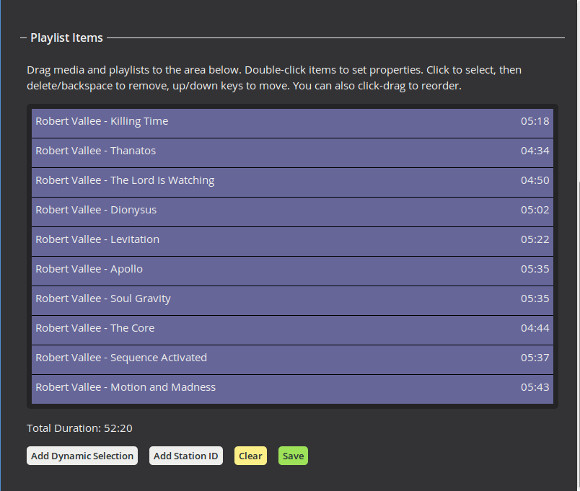 Playlist Items
Drag media and playlists to the area below. Double-click items to set properties. Click to select, then
delete/backspace to remove, up/down keys to move. You can also click-drag to reorder.
Robert Vallee - Killing Time 05:18
Robert Vallee - Thanatos 04:34
Robert Vallee - The Lord is Watching 04:50
Robert Vallee - Dionysus 05:02
Robert Vallee - Levitation 05:22
Robert Vallee - Apollo 05:35
Robert Vallee - Soul Gravity 05:35
Robert Vallee - The Core 04:44
Robert Vallee - Sequence Activated 05:37
Robert Vallee - Motion and Madness 05:43
Total Duration: 52:20
Add Dynamic Selection Add Station ID Clear Save